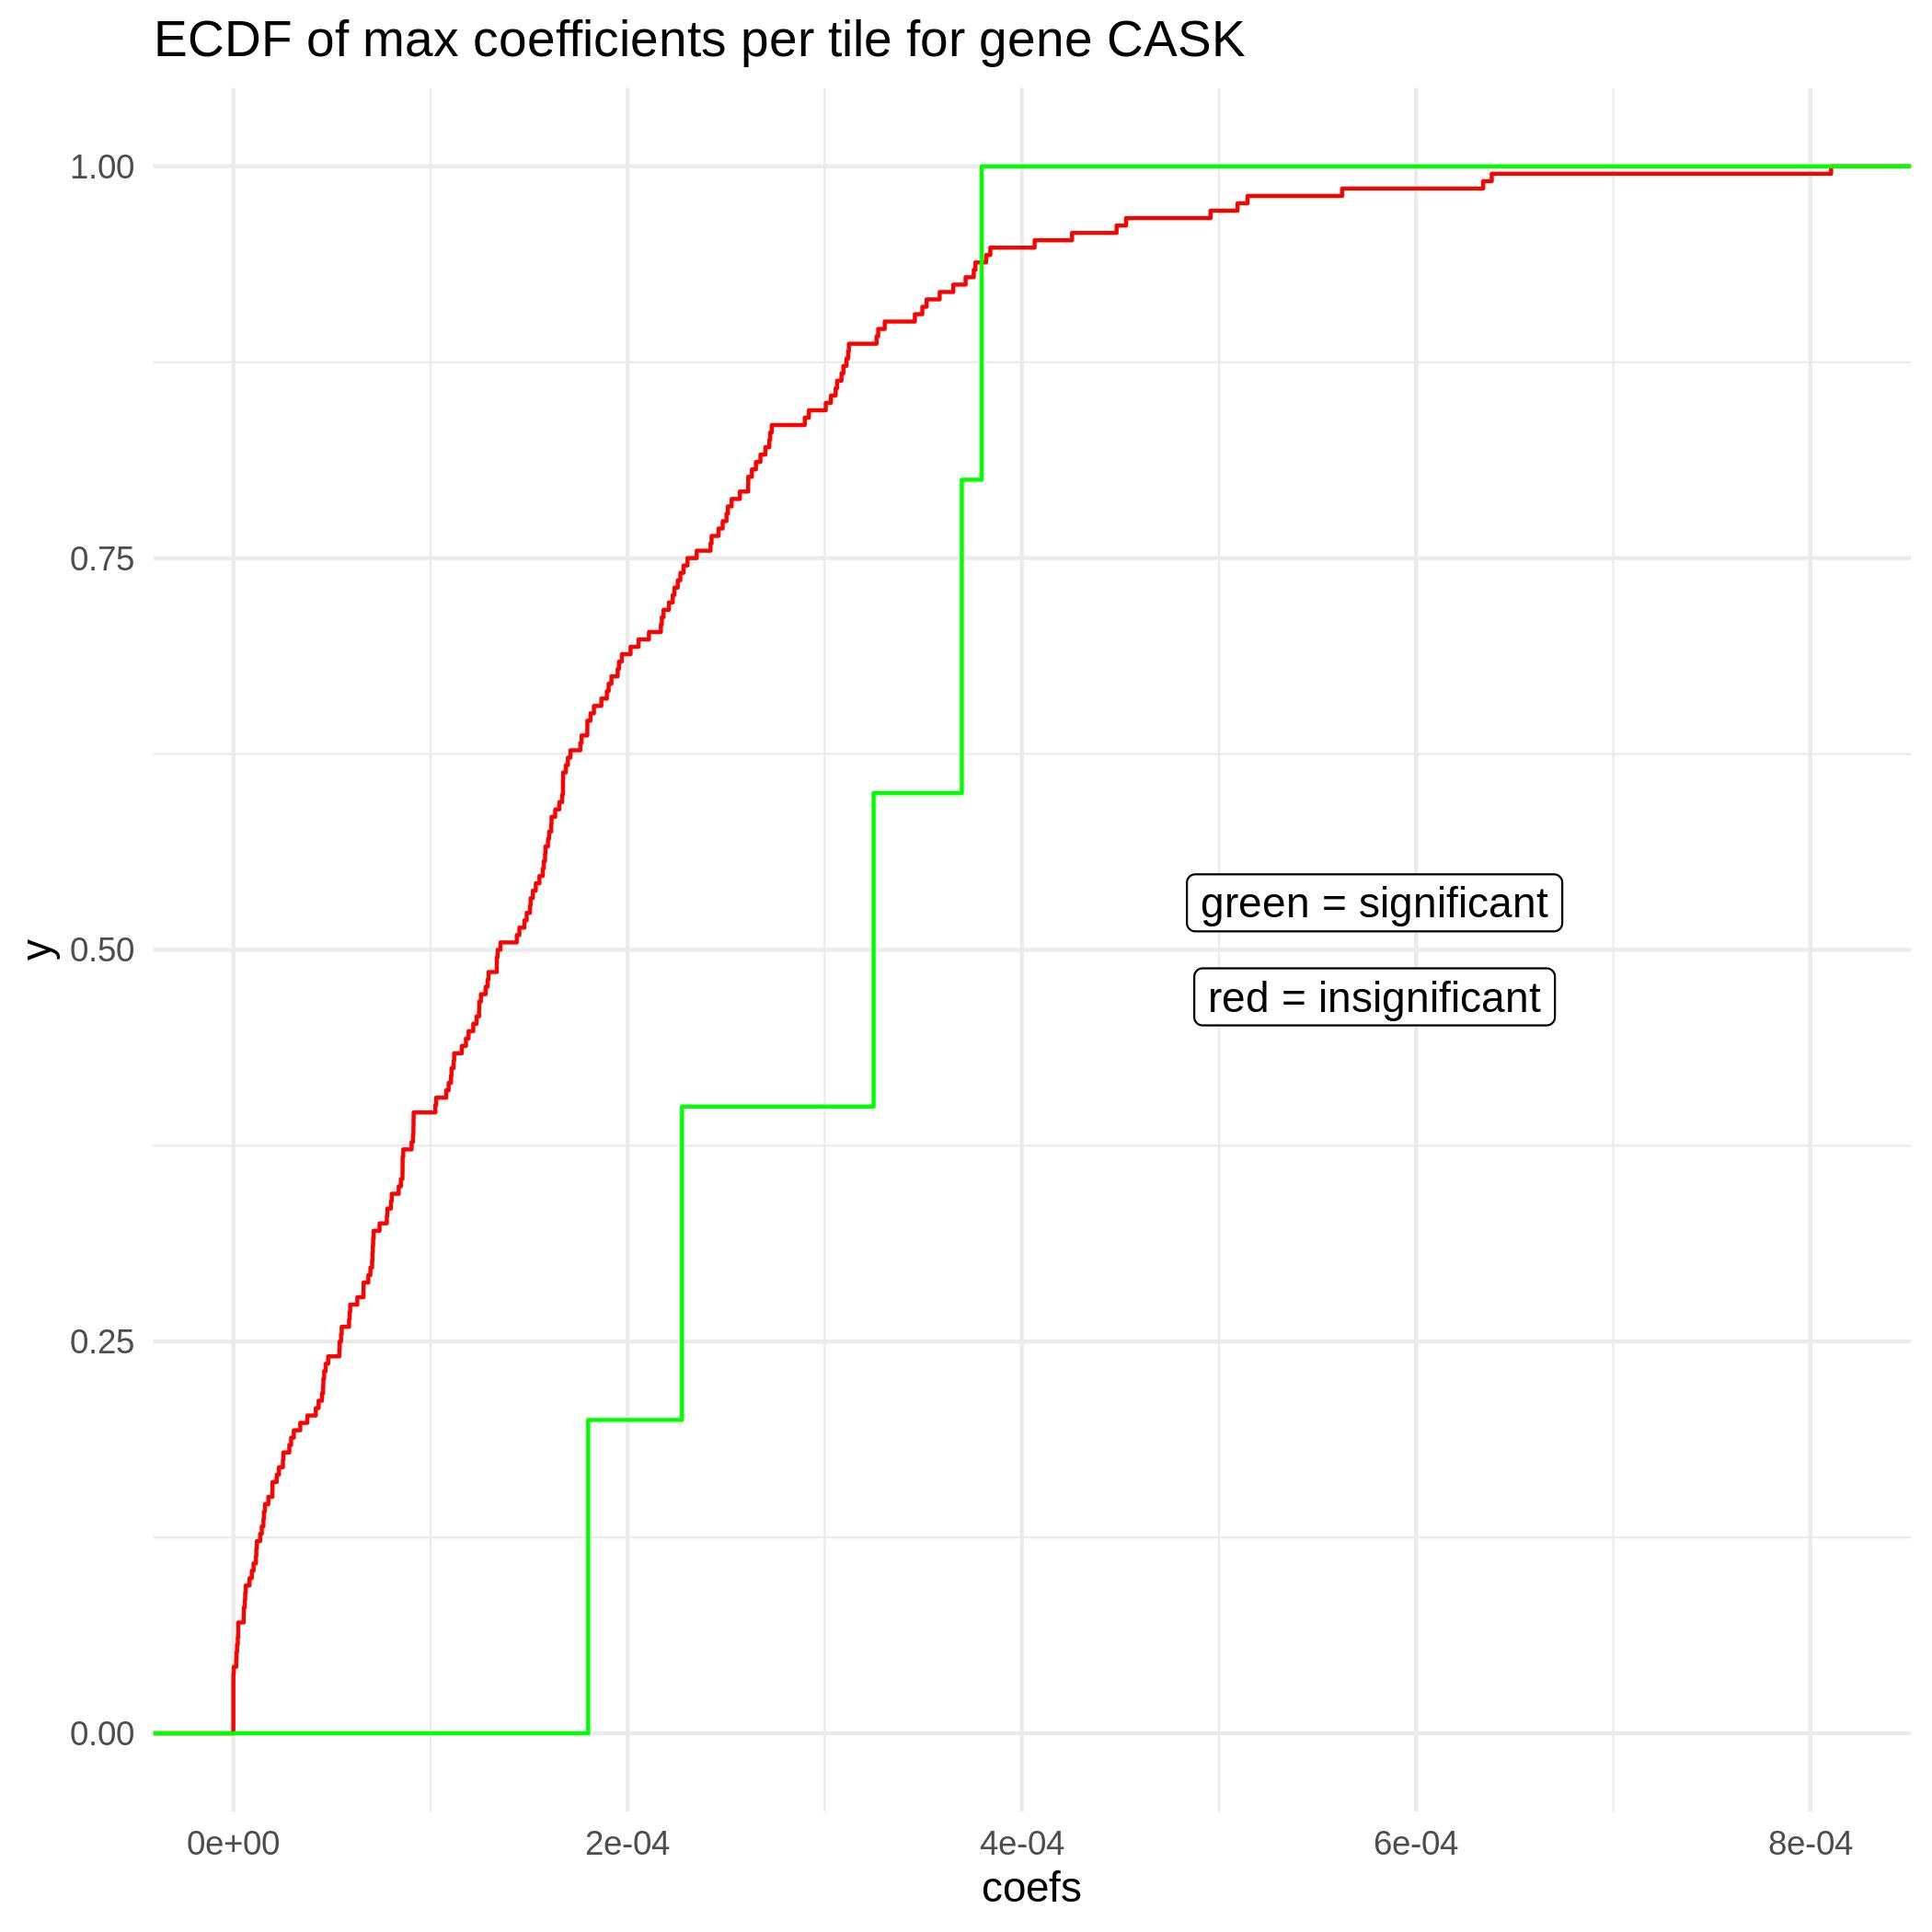 ECDF of max coefficients per tile for gene CASK
1.00
0.75
0.50
0.25
0.00
y
green = significant
red = insignificant
0e+00 2e-04 4e-04 6e-04 8e-04
coefs